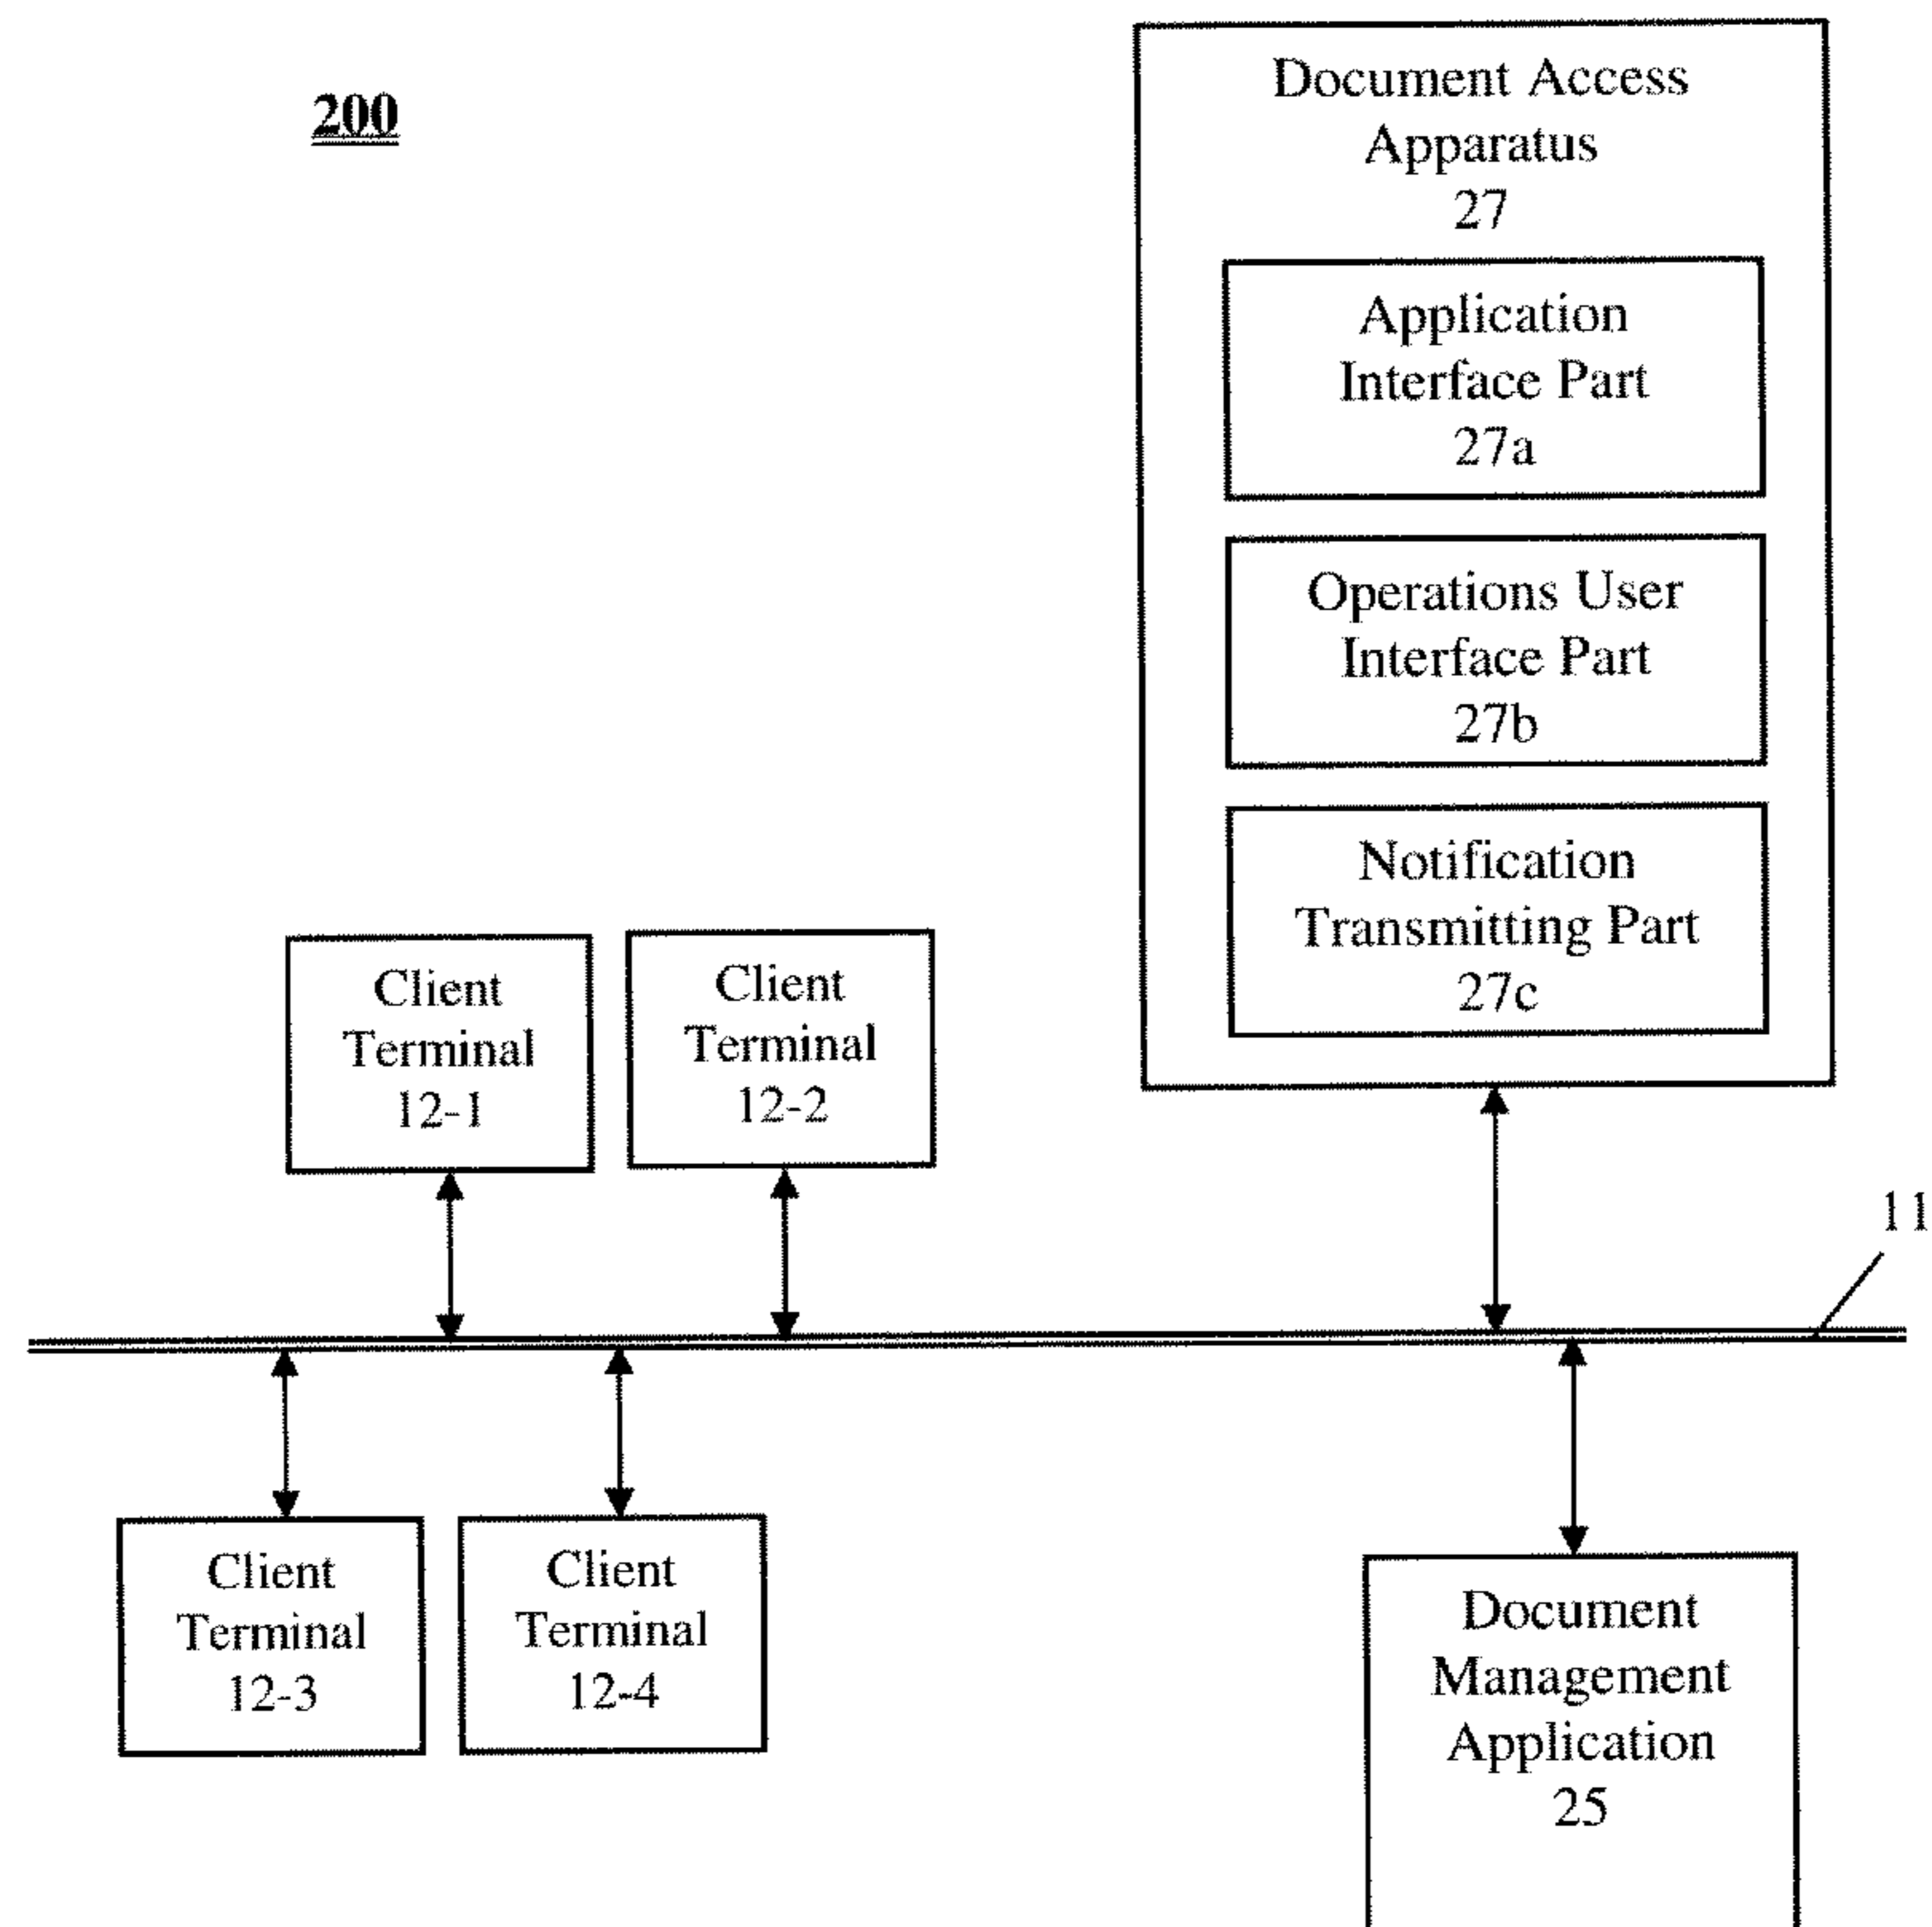 200
Document Access
Apparatus
27
Application
Interface Part
27a
Operations User
Interface Part
27b
Notification
Transmitting Part
27c
Client
Terminal
12-1
Client
Terminal
12-2
11
Client
Terminal
12-3
Client
Terminal
12-4
Document
Management
Application
25